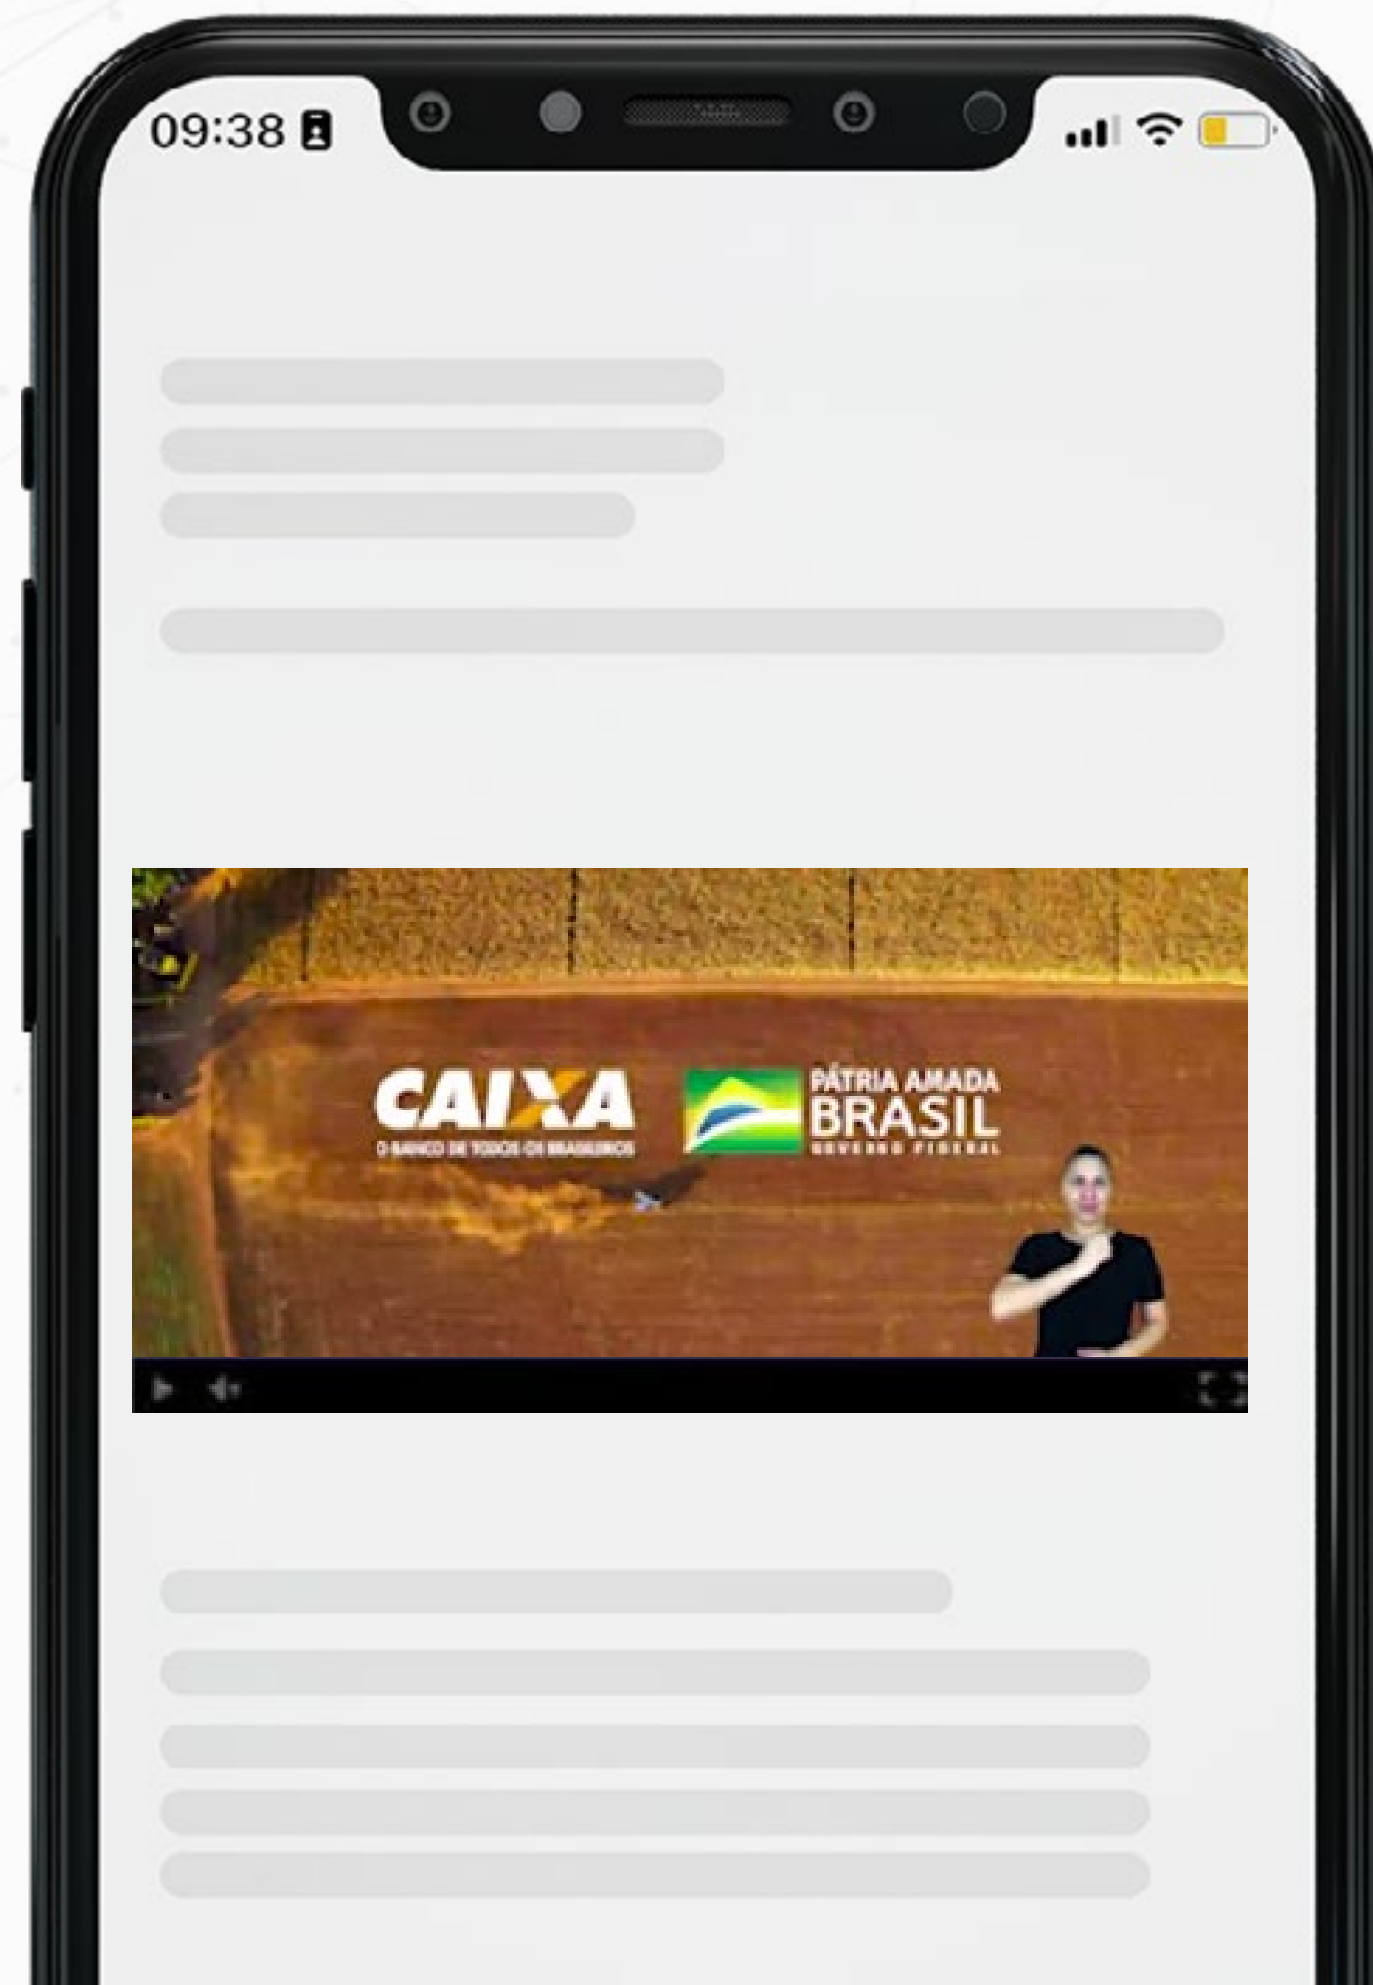 09:38
CAIXA
O BANCO DE TODOS OS BRASILEIROS
PÁTRIA AMADA
BRASIL
GOVERNO FEDERAL